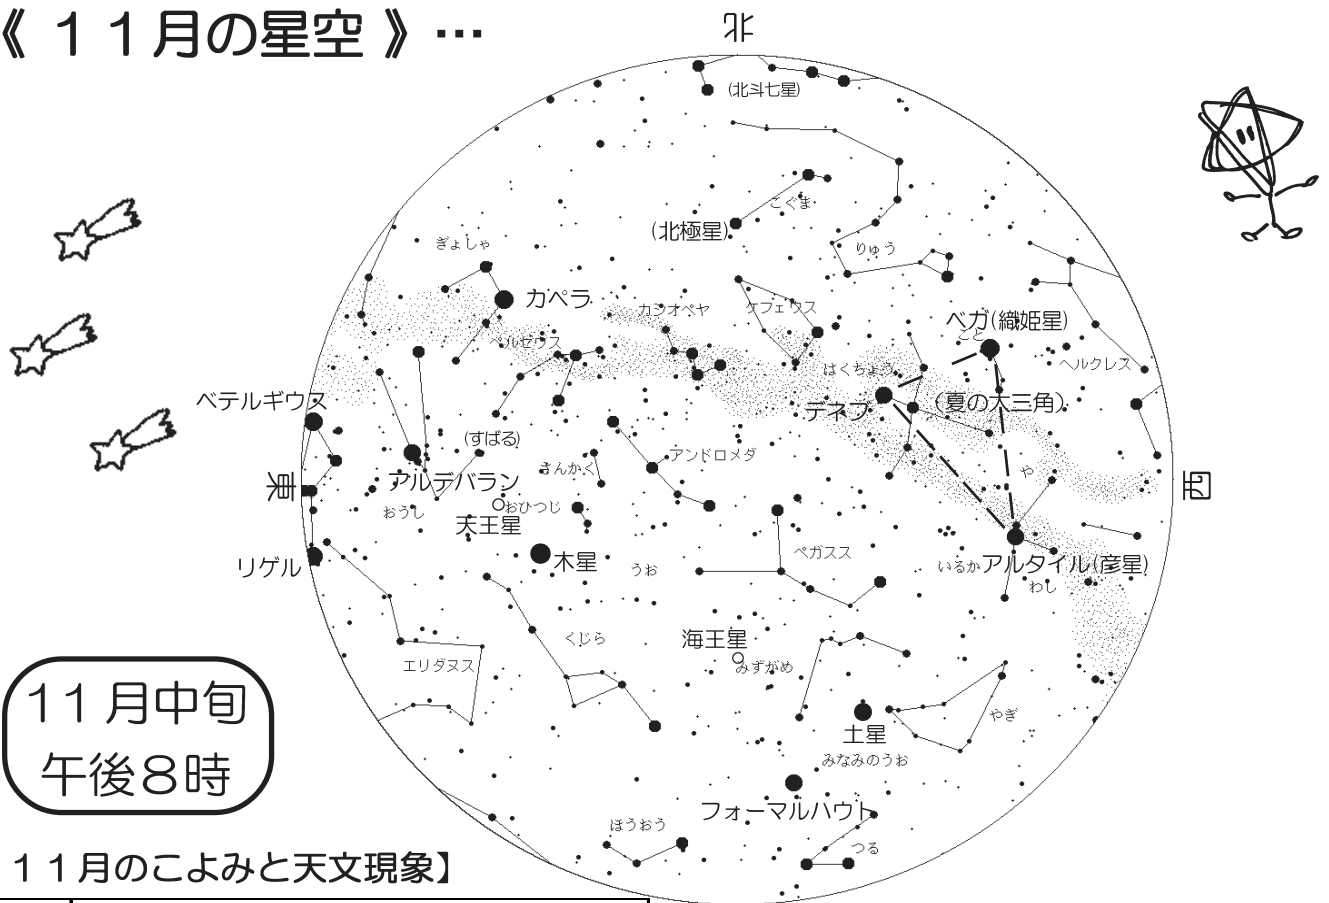 《 １１月の星空 》…
北
(北斗七星)
こぐま
(北極星)
りゅう
ぎょしゃ
カペラ
カシオペヤ
ケフェウス
ベガ(織姫星)
こと
ペルセウス
ヘルクレス
はくちょう
ベテルギウス
デネブ
(夏の大三角)
(すばる)
アンドロメダ
さんかく
や
東
西
アルデバラン
おうし
おひつじ
天王星
ペガスス
リゲル
木星
うお
いるか
アルタイル(彦星)
わし
くじら
海王星
みずがめ
エリダヌス
やぎ
土星
みなみのうお
１１月中旬
午後８時
フォーマルハウト
ほうおう
つる
１１月のこよみと天文現象】